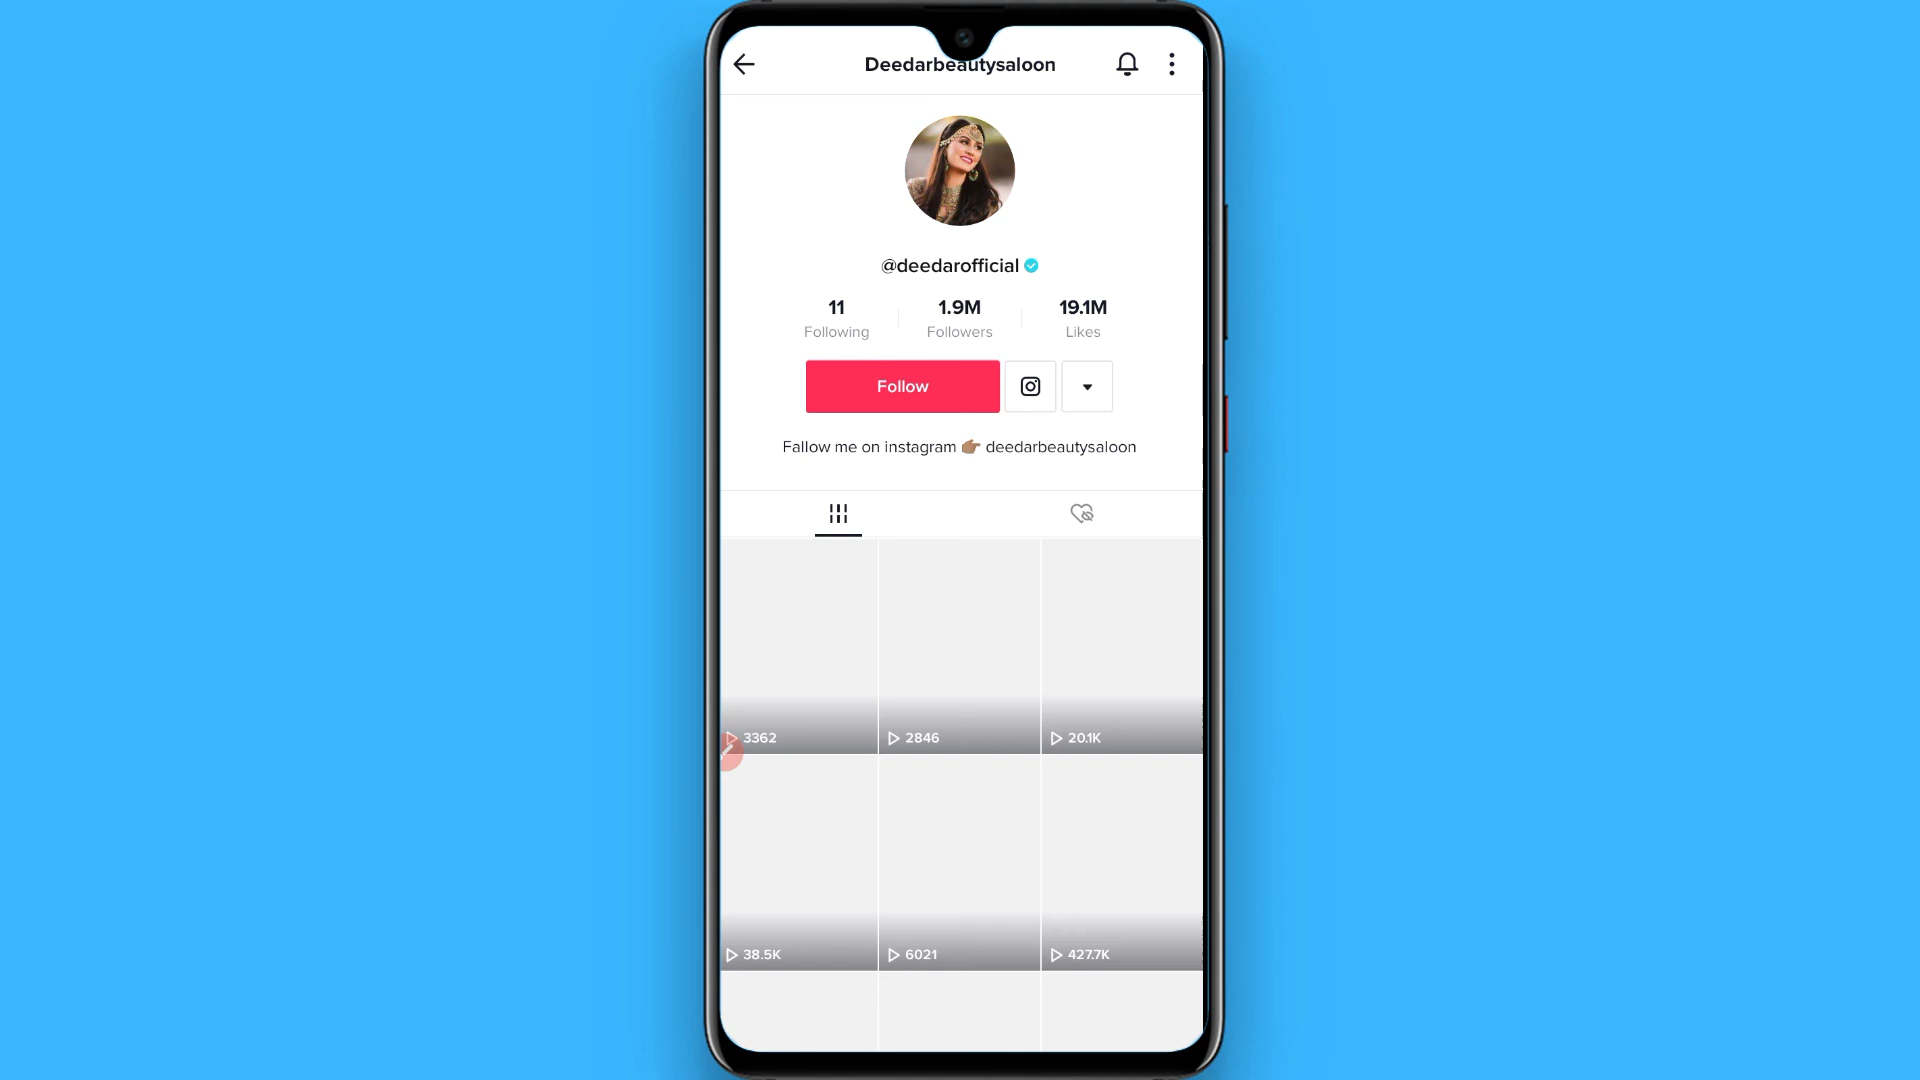 Deedarbeautysaloon
@deedarofficial
11 1.9M 19.1M
Following Followers Likes
Follow
Fallow me on instagram 👉🏽 deedarbeautysaloon
3362 2846 20.1K
38.5K 6021 427.7K